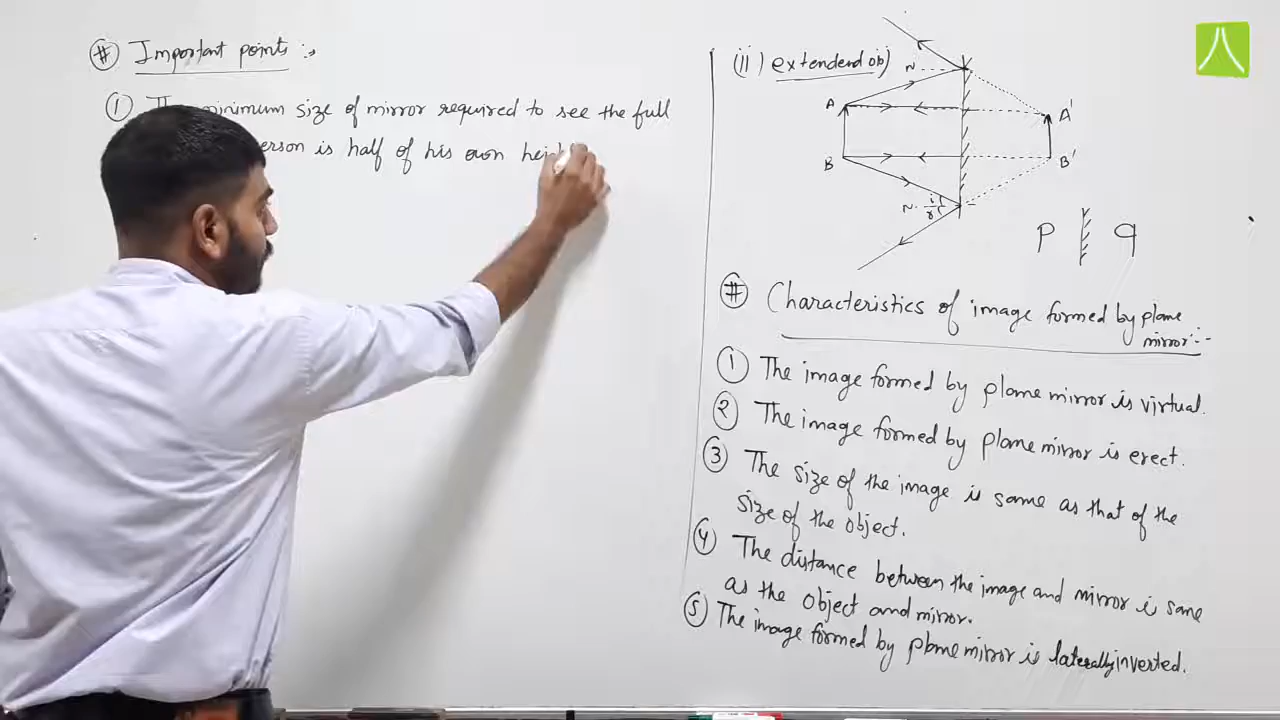 # Important points :-
1 The minimum size of mirror required to see the full
person is half of his own height
(ii) extended obj
N
A
A'
B
B'
N i
r
P q
# Characteristics of image formed by plane
mirror:-
1 The image formed by plane mirror is virtual.
2 The image formed by plane mirror is erect.
3 The size of the image is same as that of the
size of the object.
4 The distance between the image and mirror is same
as the object and mirror.
5 The image formed by plane mirror is laterally inverted.